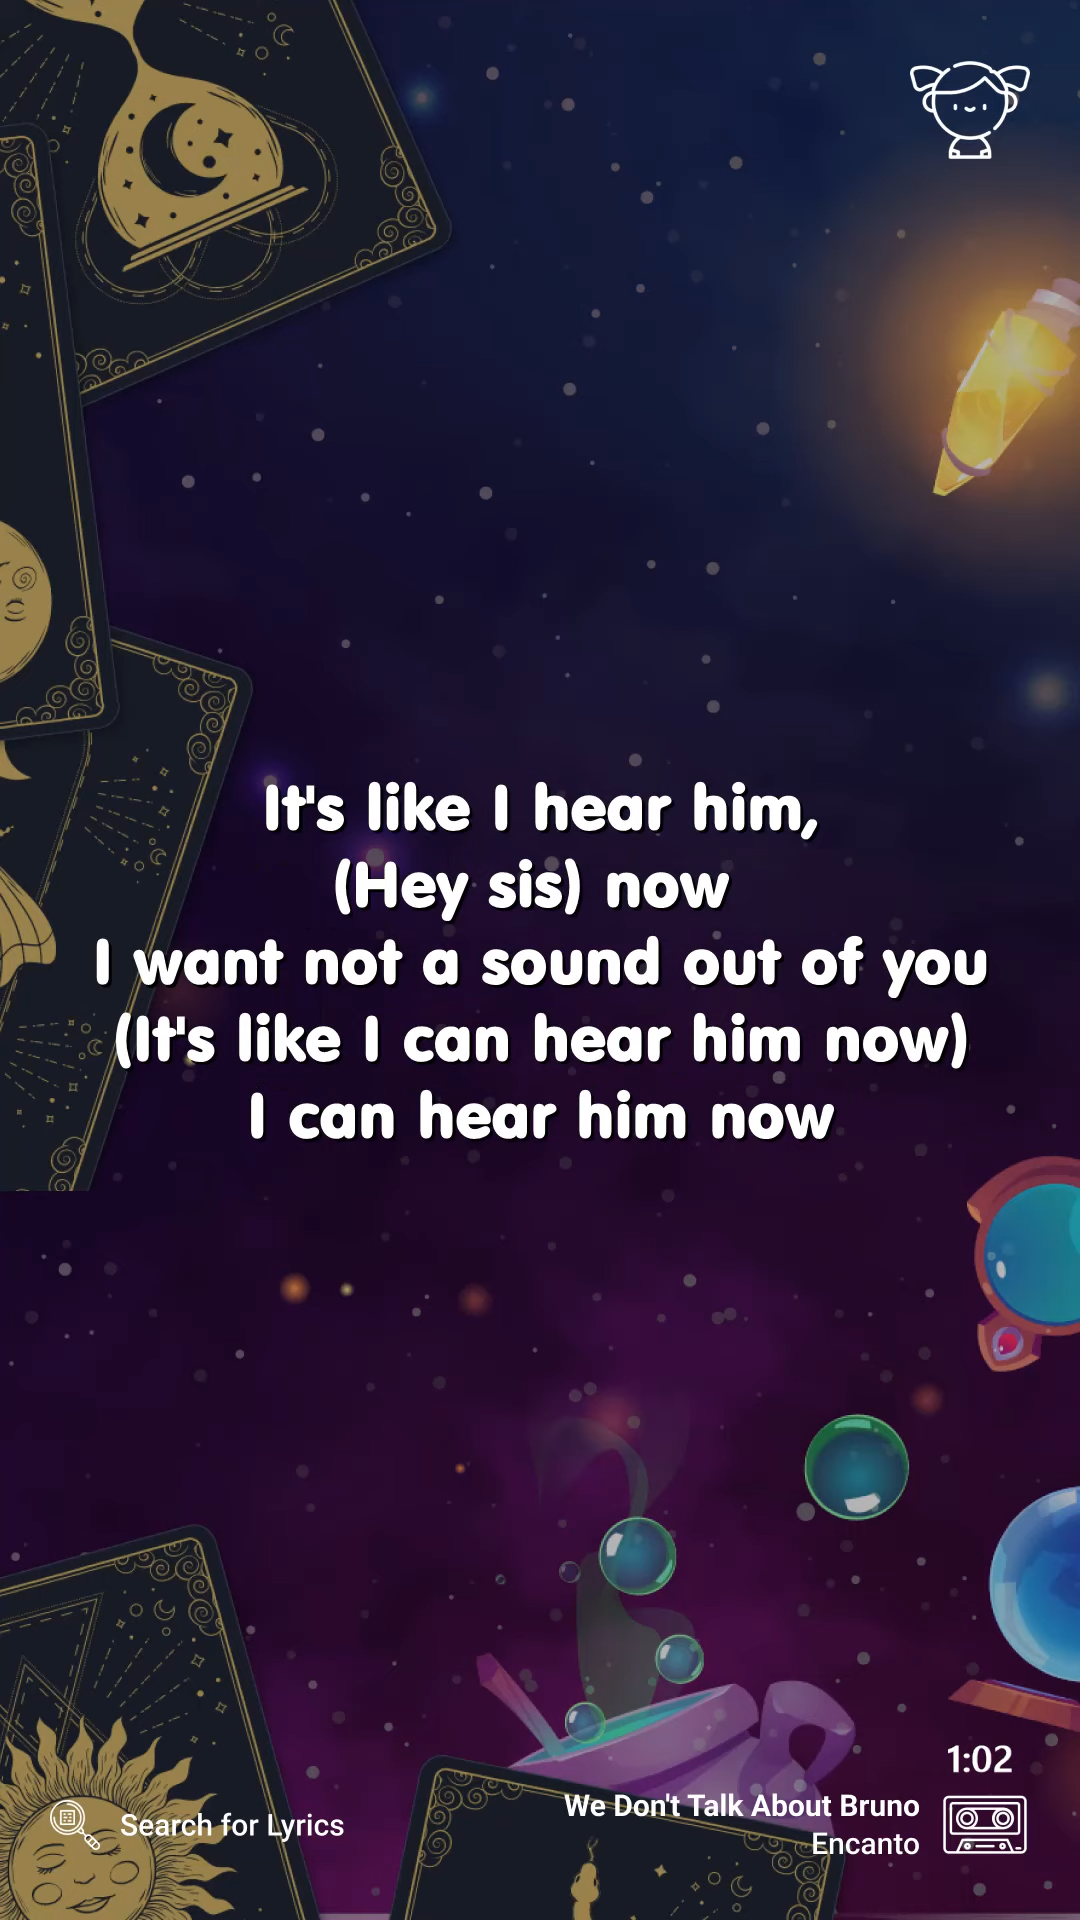 It's like I hear him,
(Hey sis) now
I want not a sound out of you
(It's like I can hear him now)
I can hear him now
1:02
We Don't Talk About Bruno
Encanto
Search for Lyrics